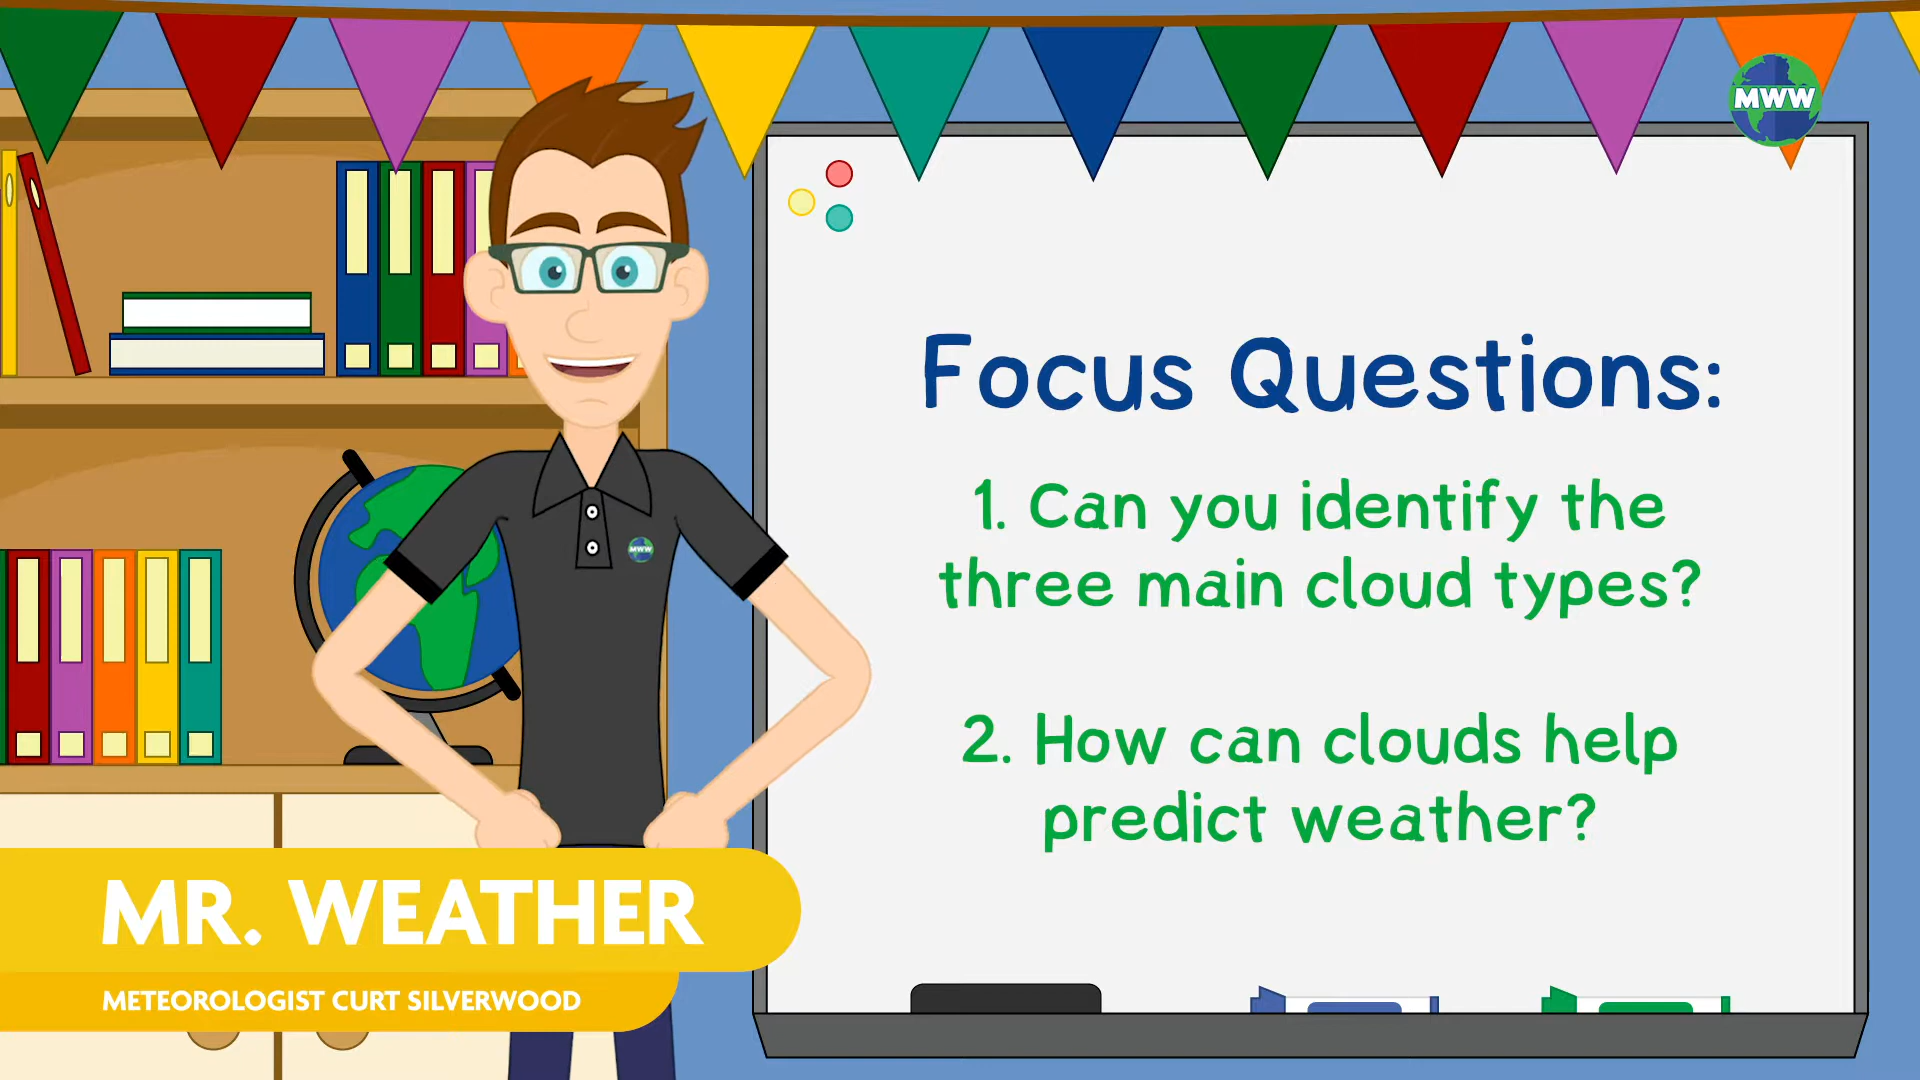 MWW
Focus Questions:
1. Can you identify the
three main cloud types?
2. How can clouds help
predict weather?
MWW
MR. WEATHER
METEOROLOGIST CURT SILVERWOOD